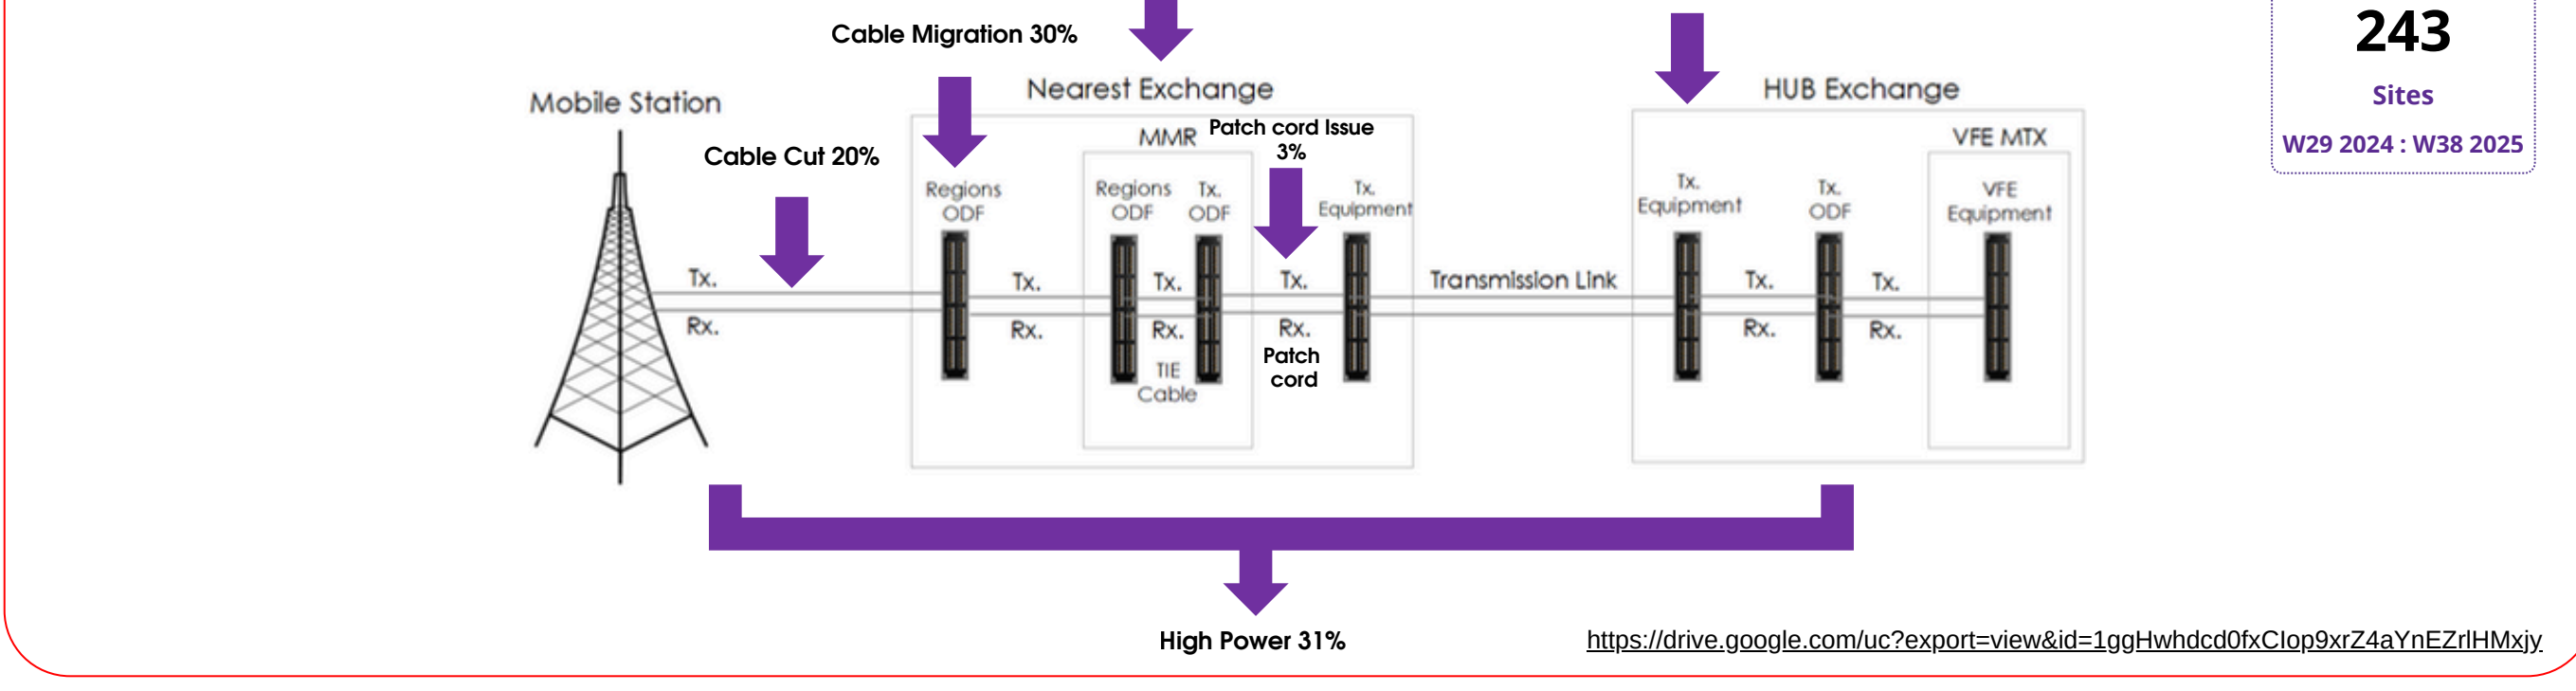 Cable Migration 30%
243
Sites
W29 2024 : W38 2025
Mobile Station
Nearest Exchange
HUB Exchange
Cable Cut 20%
MMR
Patch cord Issue
3%
VFE MTX
Regions
ODF
Regions
ODF
Tx.
ODF
Tx.
Equipment
Tx.
Equipment
Tx.
ODF
VFE
Equipment
Tx.
Tx.
Tx.
Tx.
Transmission Link
Tx.
Tx.
Rx.
Rx.
Rx.
Rx.
Rx.
Rx.
TIE
Cable
Patch
cord
High Power 31%
https://drive.google.com/uc?export=view&id=1ggHwhdcd0fxCIop9xrZ4aYnEZrlHMxjy